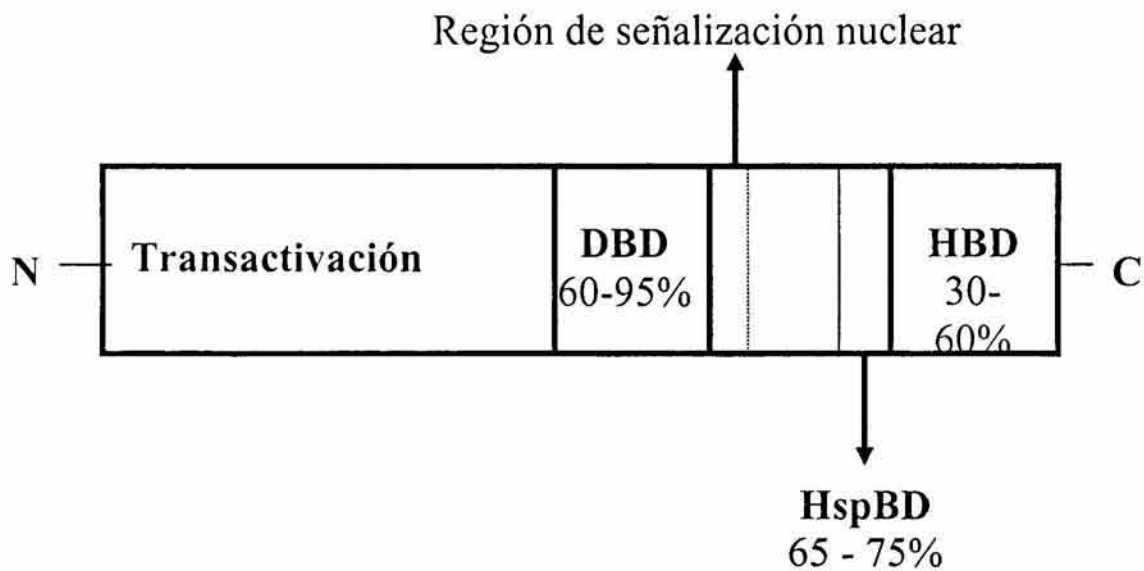 Región de señalización nuclear
N
Transactivación
DBD
60-95%
HBD
30-
60%
C
HspBD
65 - 75%